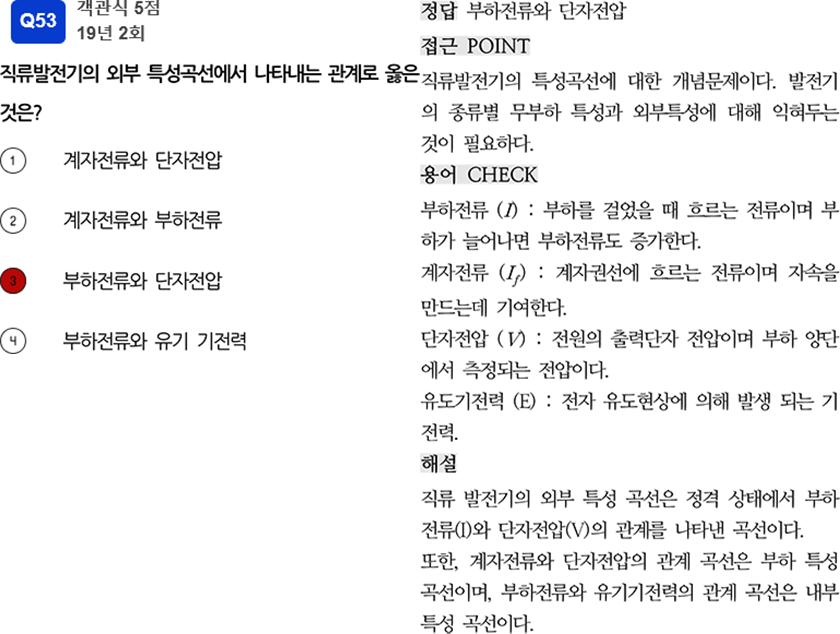 Q53
객관식 5점
19년 2회
직류발전기의 외부 특성곡선에서 나타내는 관계로 옳은
것은?
1 계자전류와 단자전압
2 계자전류와 부하전류
3 부하전류와 단자전압
4 부하전류와 유기 기전력
정답 부하전류와 단자전압
접근 POINT
직류발전기의 특성곡선에 대한 개념문제이다. 발전기
의 종류별 무부하 특성과 외부특성에 대해 익혀두는
것이 필요하다.
용어 CHECK
부하전류 (I) : 부하를 걸었을 때 흐르는 전류이며 부
하가 늘어나면 부하전류도 증가한다.
계자전류 (If) : 계자권선에 흐르는 전류이며 자속을
만드는데 기여한다.
단자전압 ( V) : 전원의 출력단자 전압이며 부하 양단
에서 측정되는 전압이다.
유도기전력 (E) : 전자 유도현상에 의해 발생 되는 기
전력.
해설
직류 발전기의 외부 특성 곡선은 정격 상태에서 부하
전류(I)와 단자전압(V)의 관계를 나타낸 곡선이다.
또한, 계자전류와 단자전압의 관계 곡선은 부하 특성
곡선이며, 부하전류와 유기기전력의 관계 곡선은 내부
특성 곡선이다.